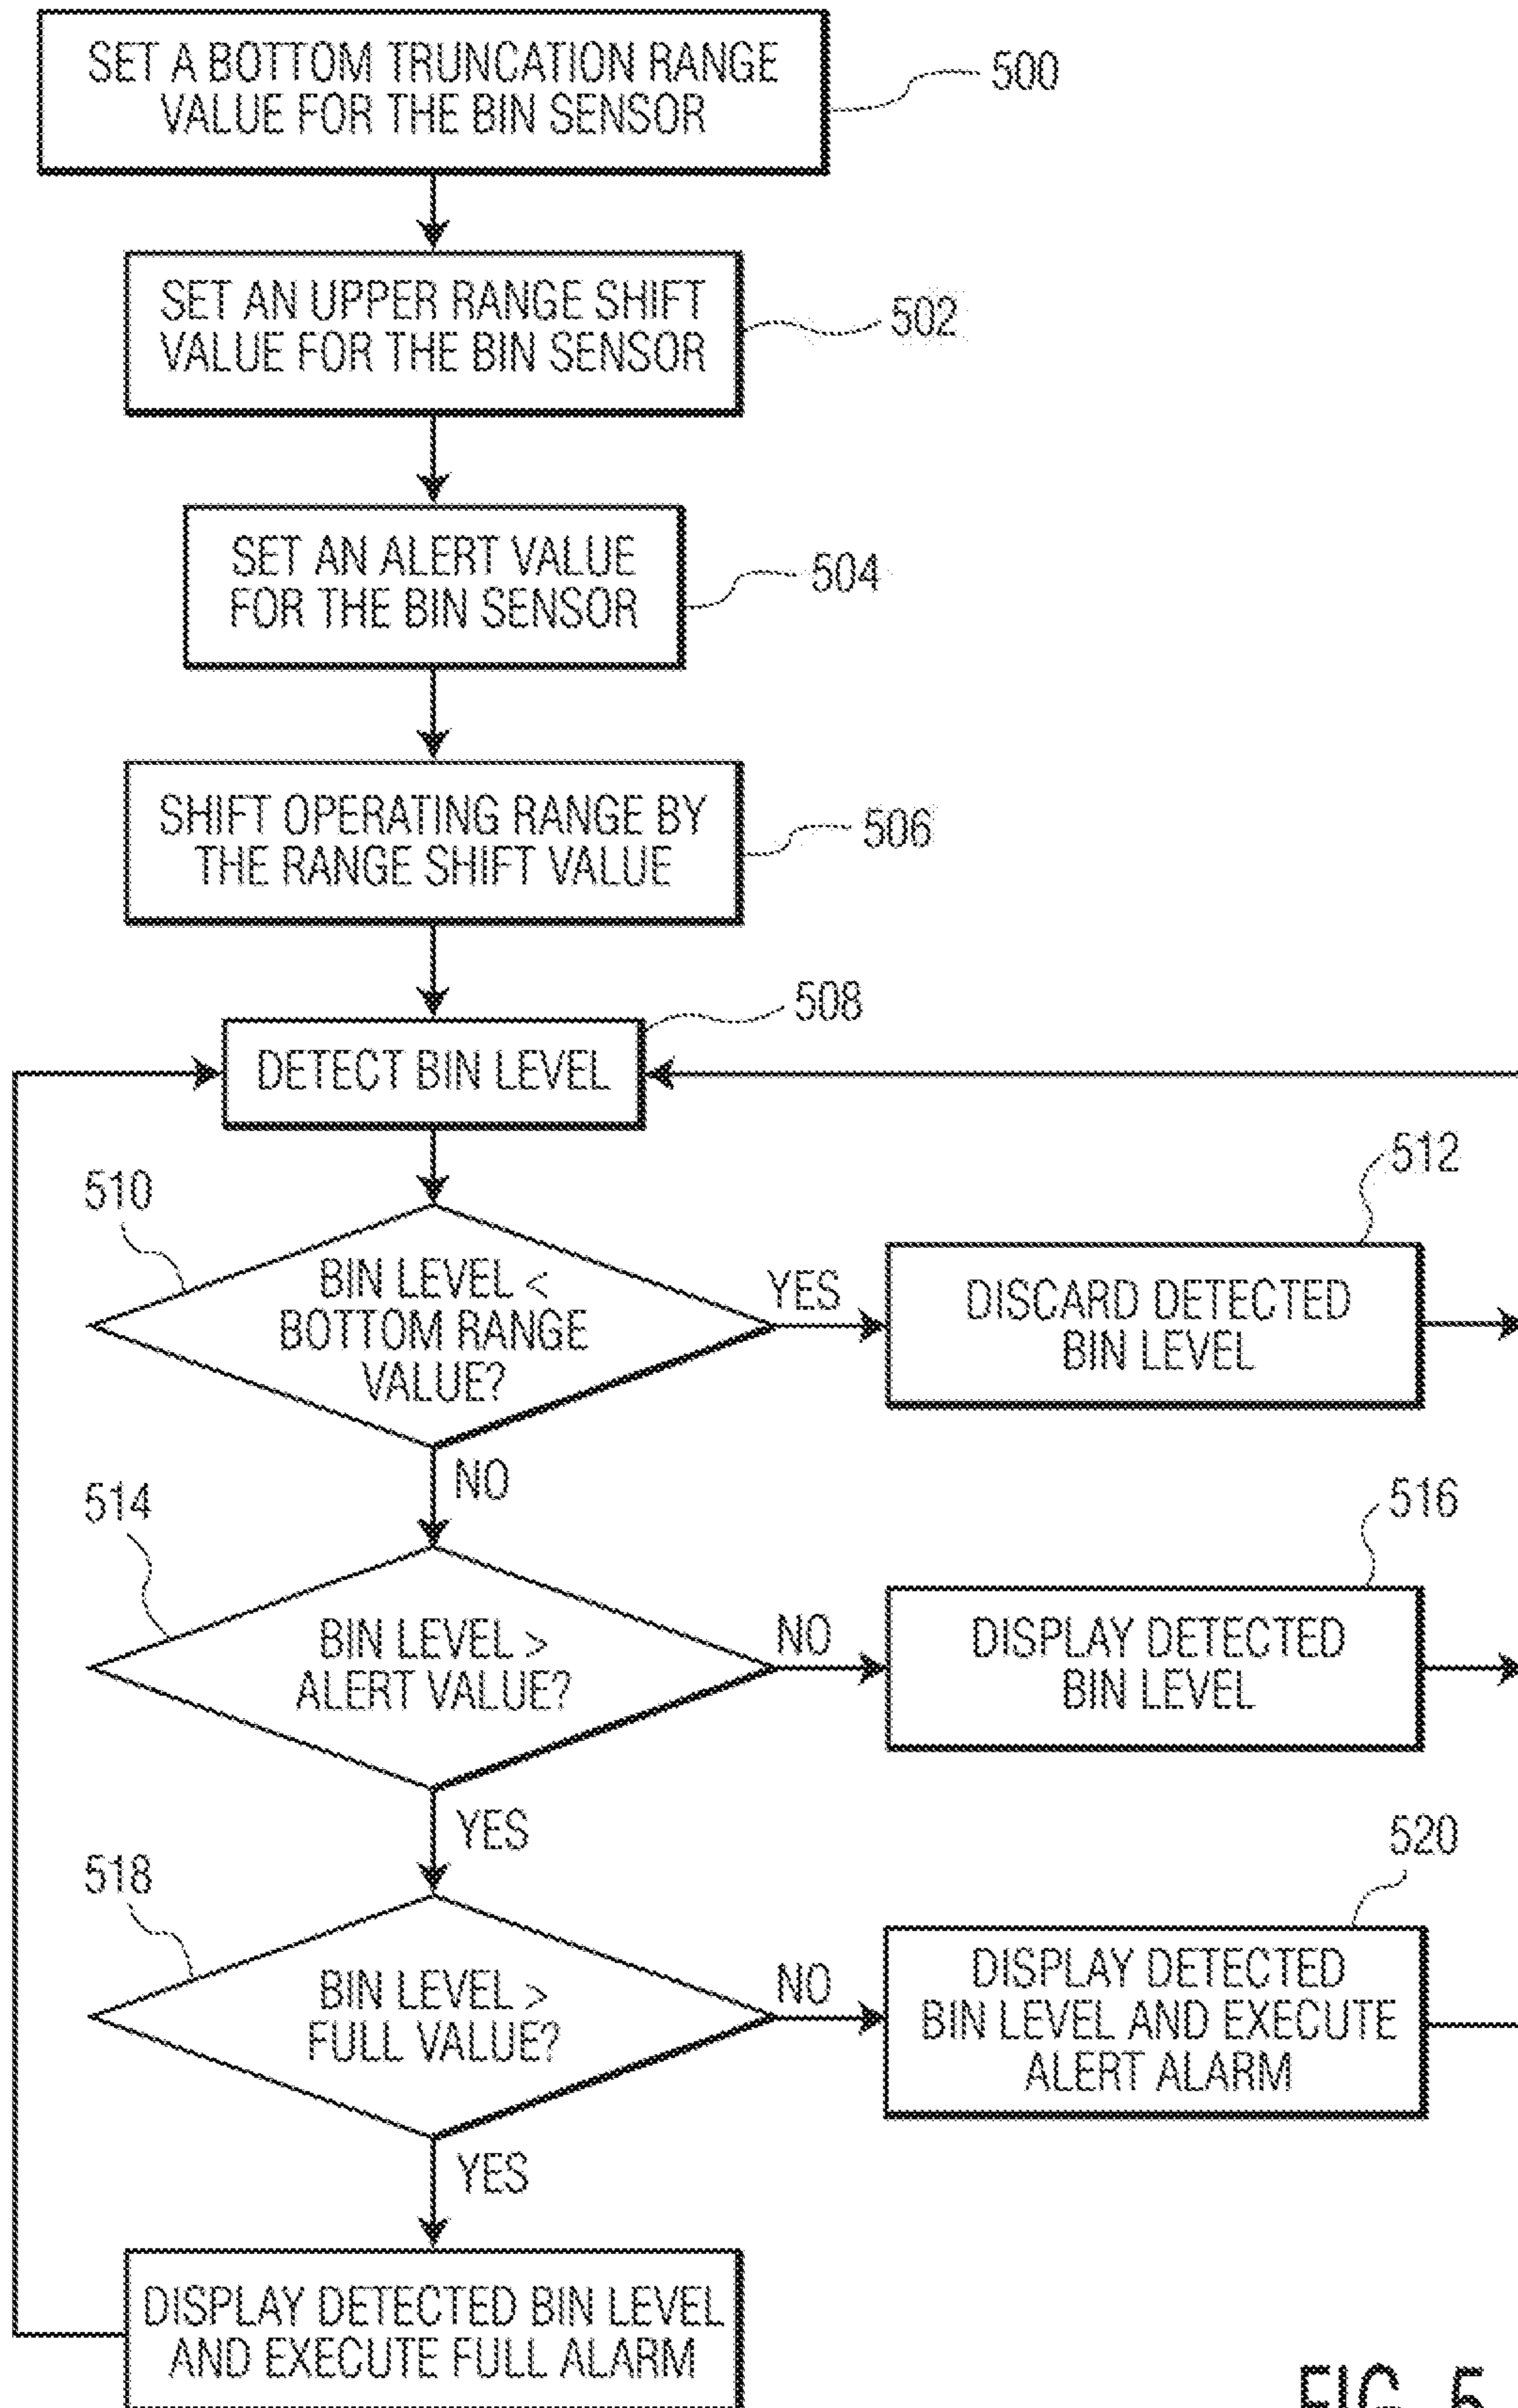 SET A BOTTOM TRUNCATION RANGE
VALUE FOR THE BIN SENSOR
500
SET AN UPPER RANGE SHIFT
VALUE FOR THE BIN SENSOR
502
SET AN ALERT VALUE
FOR THE BIN SENSOR
504
SHIFT OPERATING RANGE BY
THE RANGE SHIFT VALUE
506
508
DETECT BIN LEVEL
510
BIN LEVEL <
BOTTOM RANGE
VALUE?
YES
512
DISCARD DETECTED
BIN LEVEL
NO
514
BIN LEVEL >
ALERT VALUE?
NO
516
DISPLAY DETECTED
BIN LEVEL
YES
518
BIN LEVEL >
FULL VALUE?
NO
520
DISPLAY DETECTED
BIN LEVEL AND EXECUTE
ALERT ALARM
YES
DISPLAY DETECTED BIN LEVEL
AND EXECUTE FULL ALARM
FIG. 5